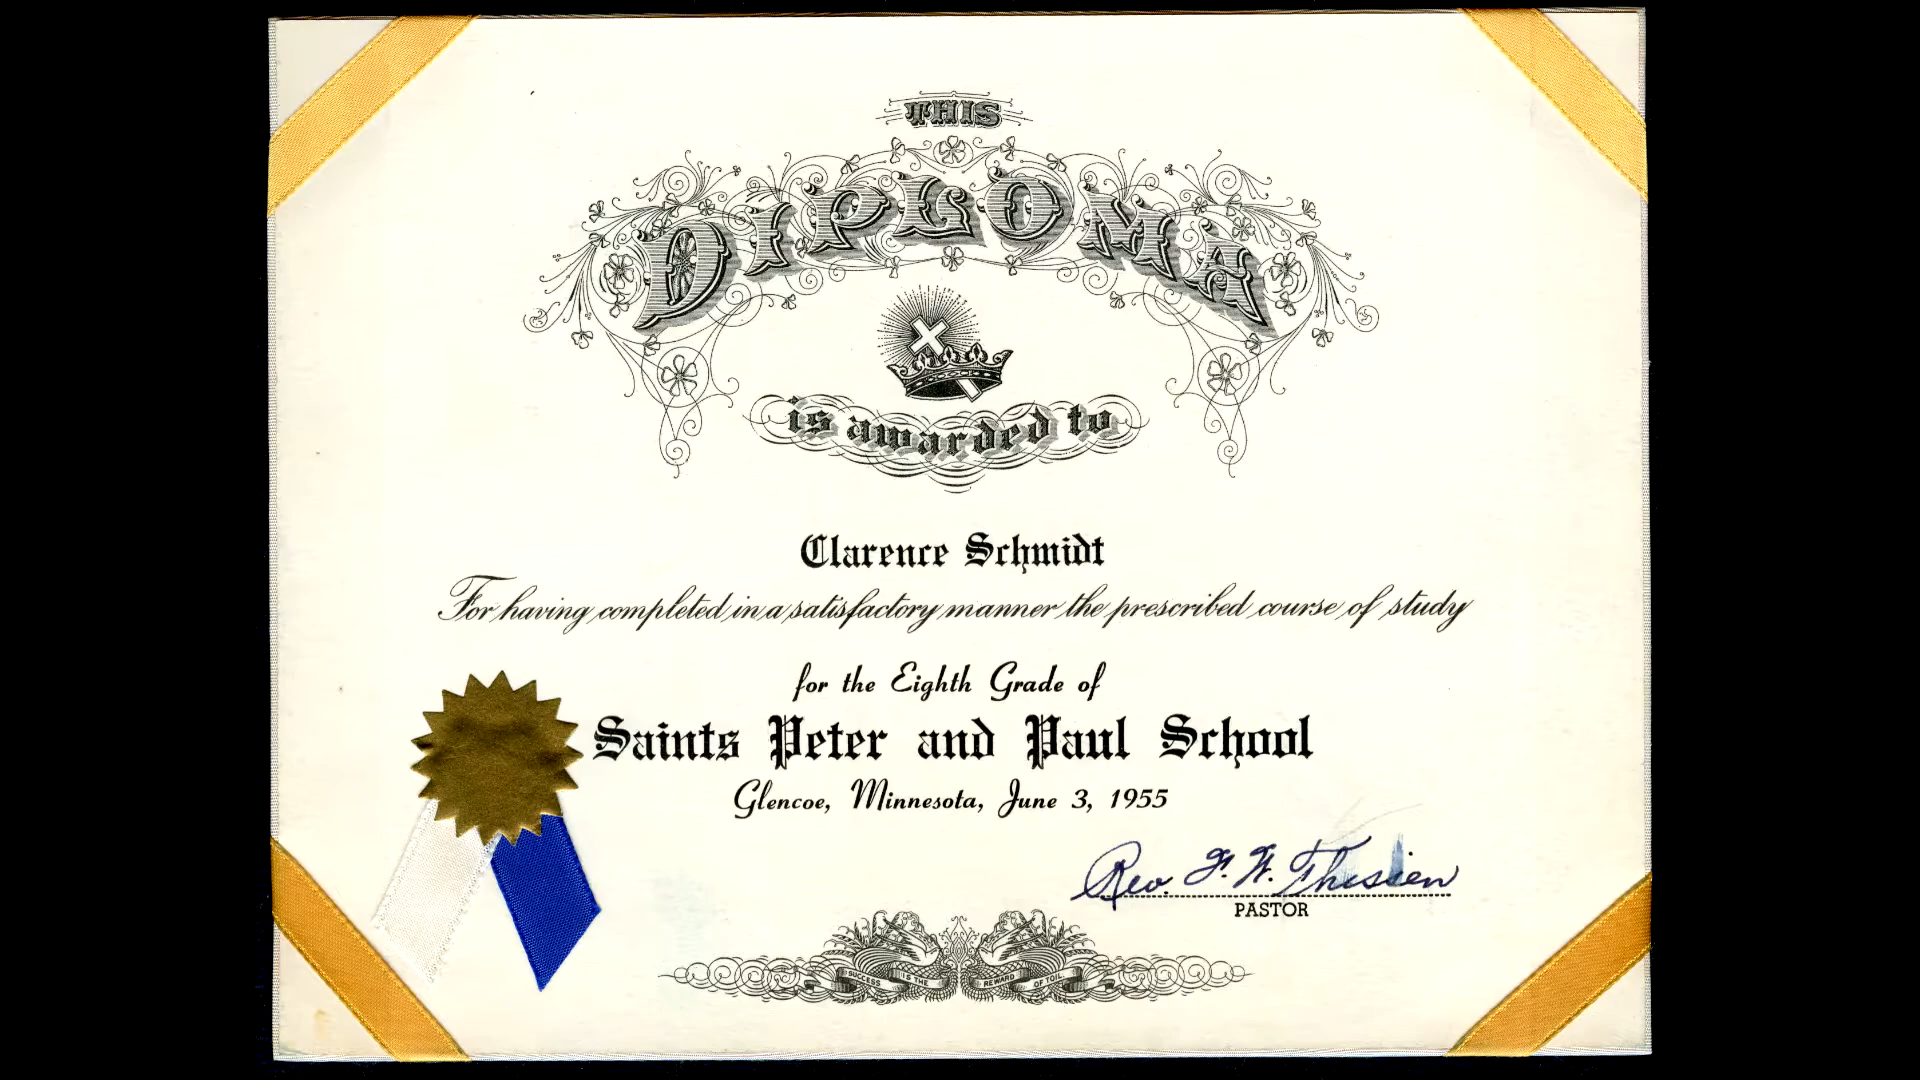 THIS
DIPLOMA
is awarded to
Clarence Schmidt
For having completed in a satisfactory manner the prescribed course of study
for the Eighth Grade of
Saints Peter and Paul School
Glencoe, Minnesota, June 3, 1955
Rev. F. W. Thissen
PASTOR
SUCCESS IS THE REWARD OF TOIL